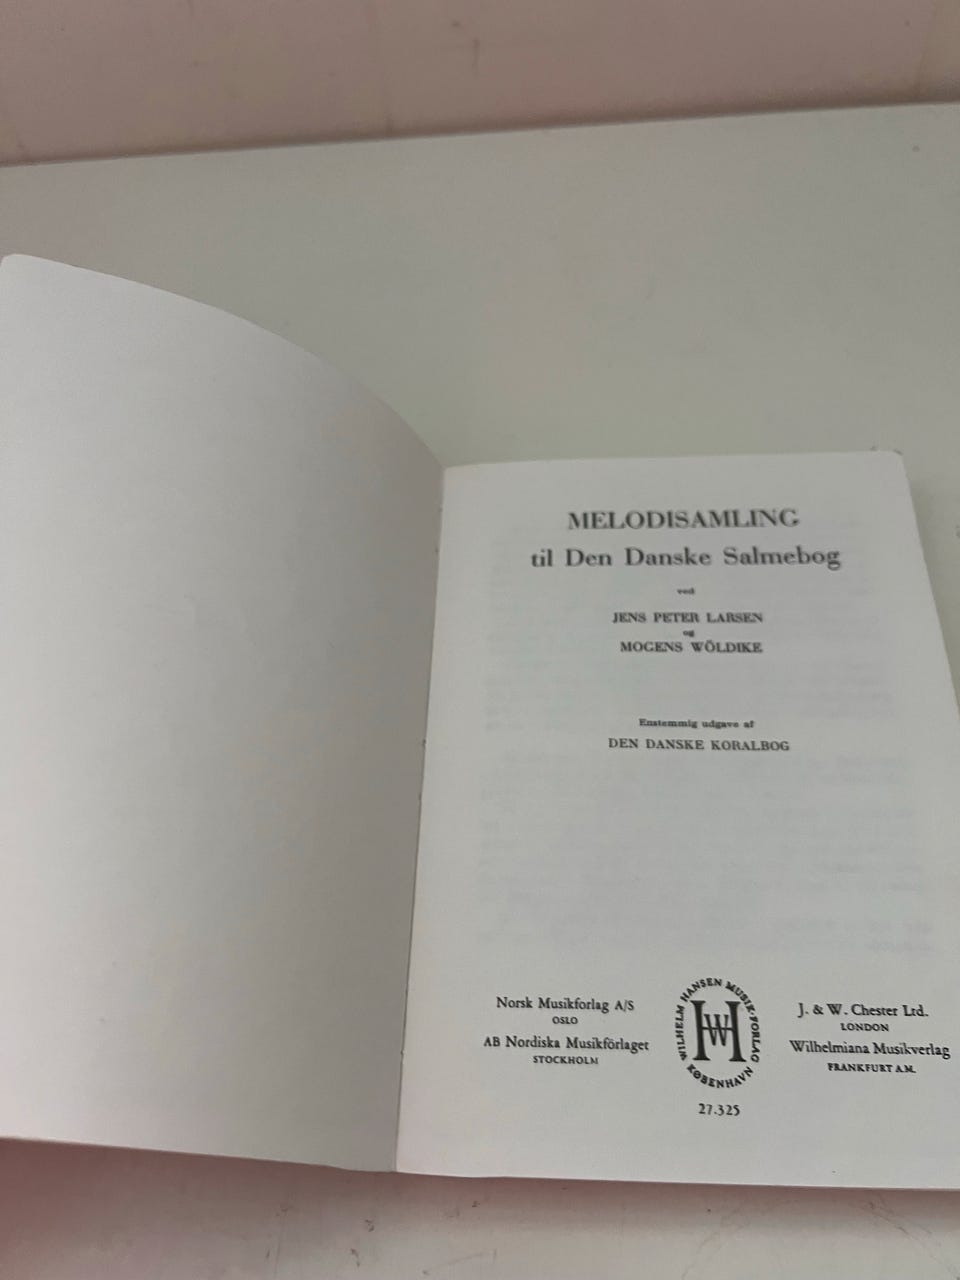 MELODISAMLING
til Den Danske Salmebog
ved
JENS PETER LARSEN
og
MOGENS WÖLDIKE
Enstemmig udgave af
DEN DANSKE KORALBOG
Norsk Musikforlag A/S
OSLO
AB Nordiska Musikförlaget
STOCKHOLM
WILHELM HANSEN MUSIK-FORLAG
KØBENHAVN
WH
27.325
J. & W. Chester Ltd.
LONDON
Wilhelmiana Musikverlag
FRANKFURT A.M.